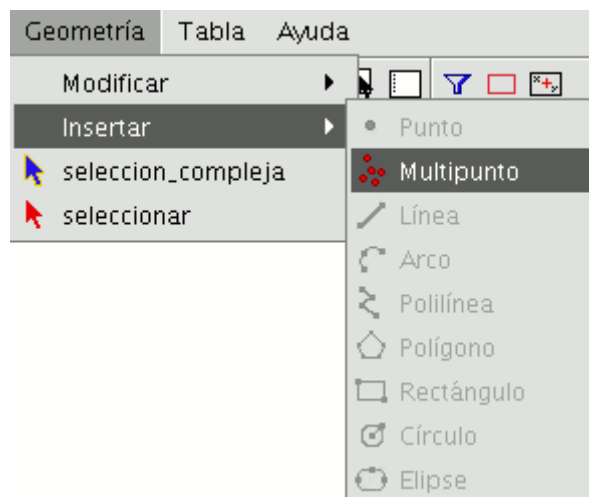 Geometría Tabla Ayuda
Modificar
Insertar
seleccion_compleja
seleccionar
Punto
Multipunto
Línea
Arco
Polilínea
Polígono
Rectángulo
Círculo
Elipse